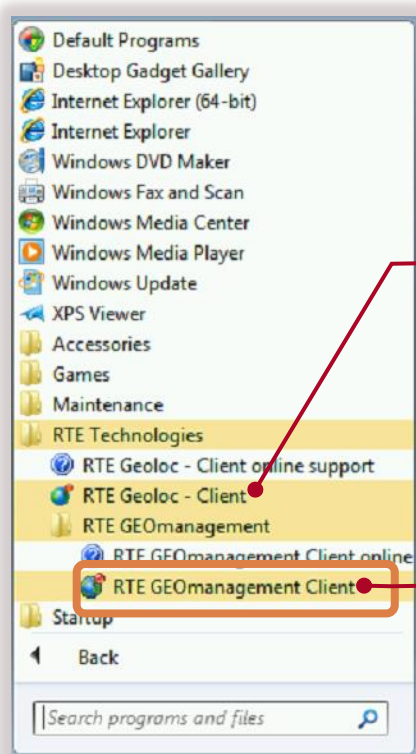 Default Programs
Desktop Gadget Gallery
Internet Explorer (64-bit)
Internet Explorer
Windows DVD Maker
Windows Fax and Scan
Windows Media Center
Windows Media Player
Windows Update
XPS Viewer
Accessories
Games
Maintenance
RTE Technologies
RTE Geoloc - Client online support
RTE Geoloc - Client
RTE GEOmanagement
RTE GEOmanagement Client online
RTE GEOmanagement Client
Startup
Back
Search programs and files